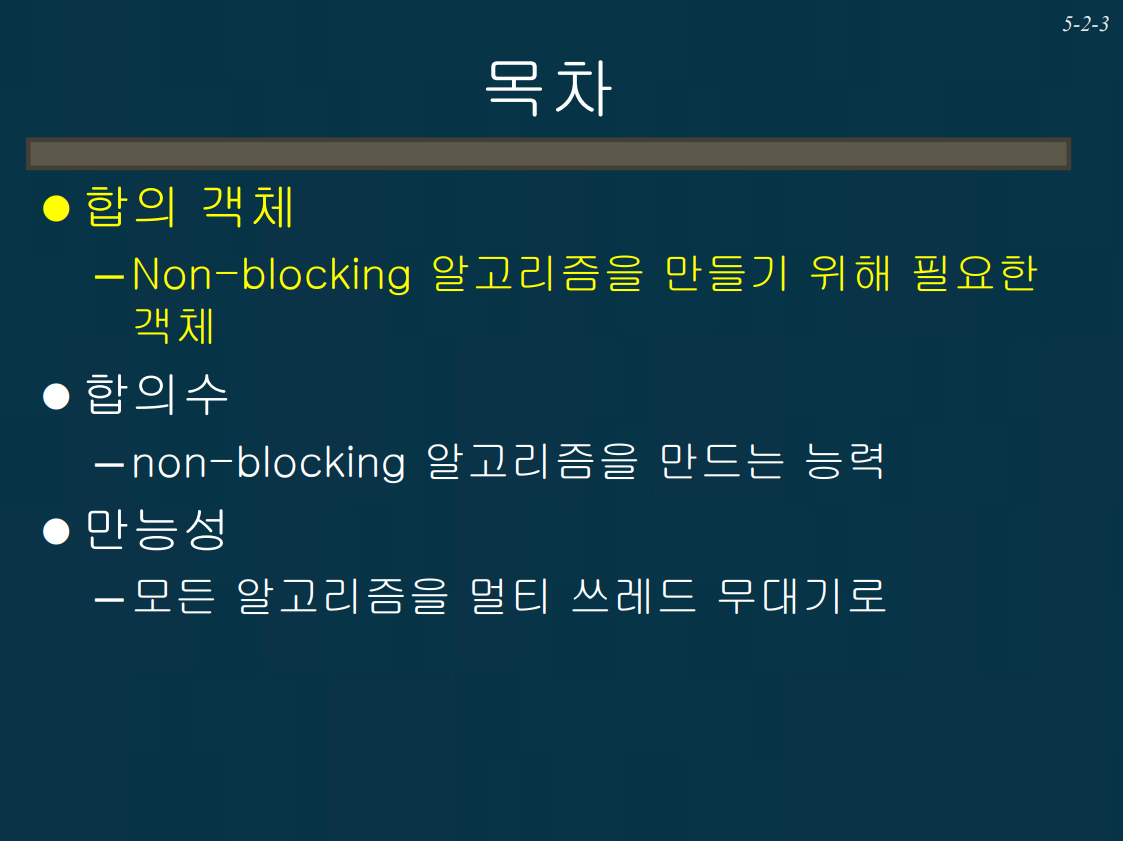 5-2-3
목차
● 합의 객체
–Non-blocking 알고리즘을 만들기 위해 필요한
객체
● 합의수
–non-blocking 알고리즘을 만드는 능력
● 만능성
–모든 알고리즘을 멀티 쓰레드 무대기로